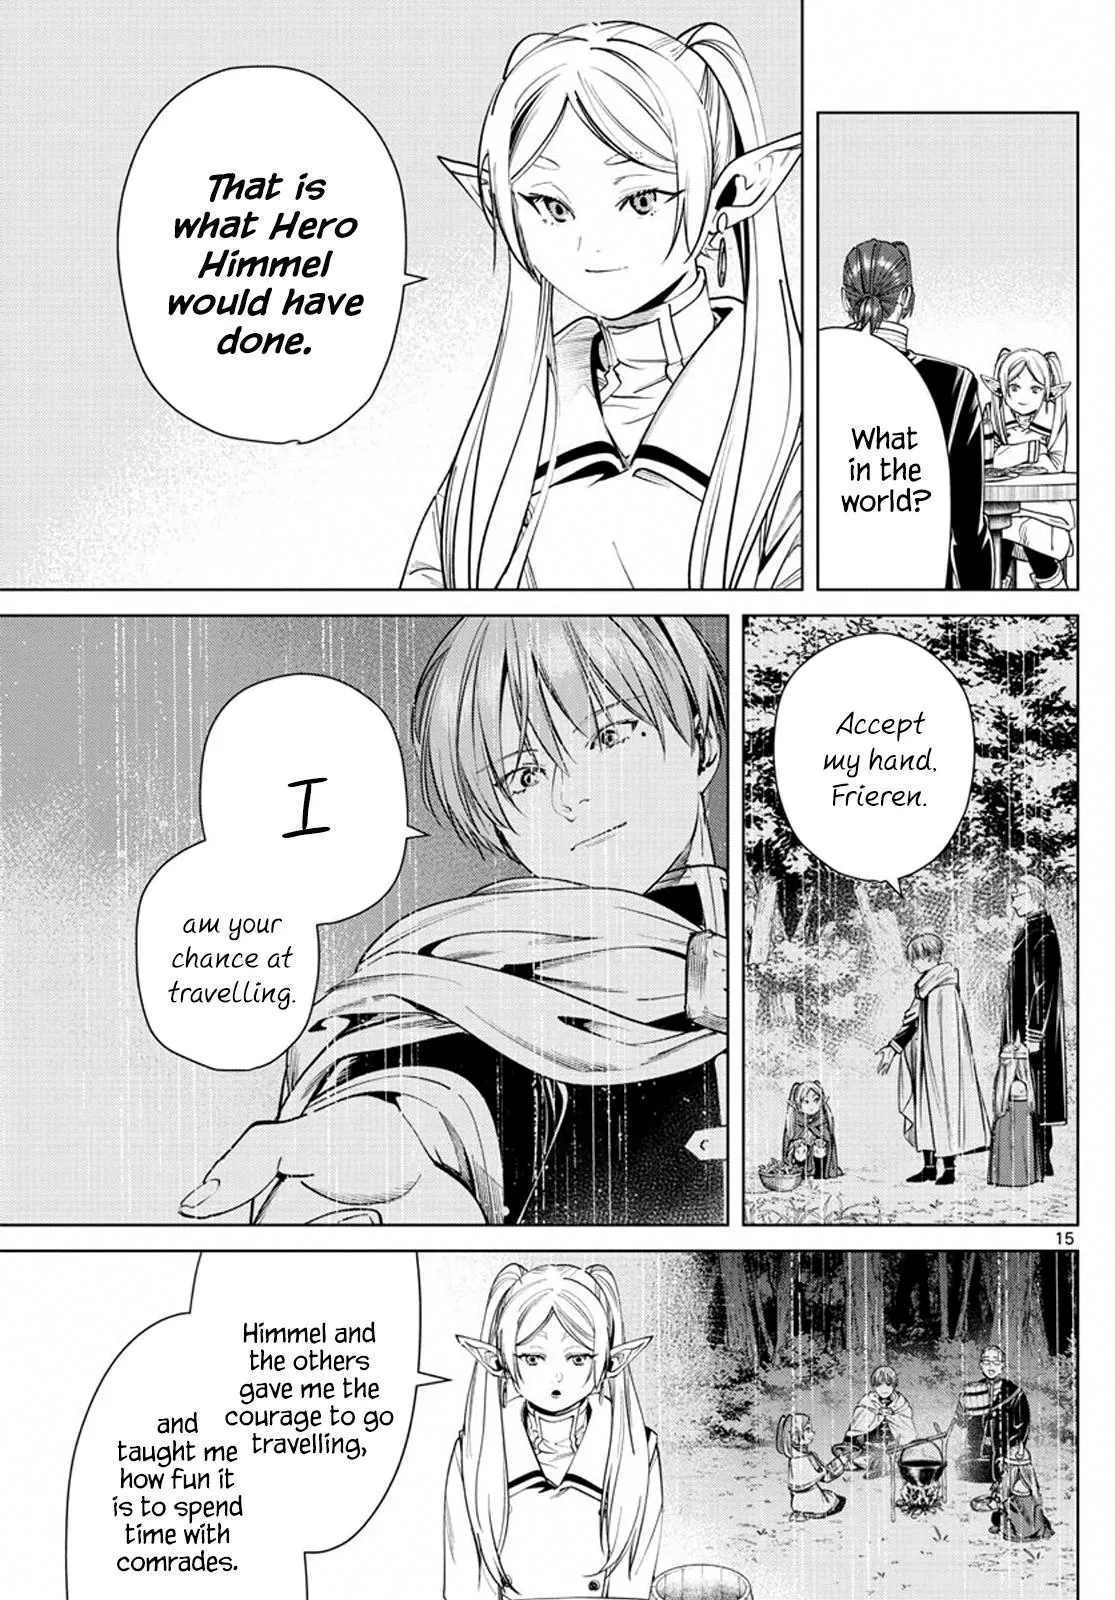 What
in the
world?
That is
what Hero
Himmel
would have
done.
Accept
my hand,
Frieren.
I
am your
chance at
travelling.
15
Himmel and
the others
gave me the
courage to go
travelling,
and
taught me
how fun it
is to spend
time with
comrades.